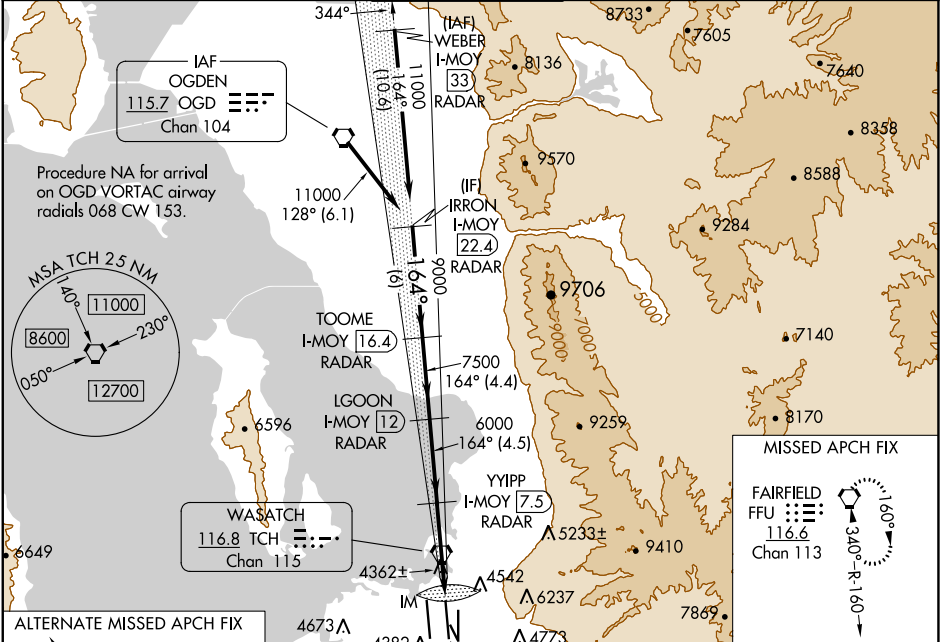 344°
(IAF)
WEBER
I-MOY
33
RADAR
11000
164°
(10.6)
8733
7605
8136
7640
8358
8588
9570
9284
IAF
OGDEN
115.7 OGD
Chan 104
Procedure NA for arrival
on OGD VORTAC airway
radials 068 CW 153.
11000
128° (6.1)
(IF)
IRRON
I-MOY
22.4
RADAR
164°
(6)
9000
MSA TCH 25 NM
140°
11000
230°
8600
050°
12700
9706
9000
7000
5000
TOOME
I-MOY 16.4
RADAR
7500
164° (4.4)
7140
LGOON
I-MOY 12
RADAR
6000
164° (4.5)
6596
9259
8170
YYIPP
I-MOY 7.5
RADAR
WASATCH
116.8 TCH
Chan 115
5233±
9410
6649
4362±
4542
IM
6237
7869
MISSED APCH FIX
FAIRFIELD
FFU
116.6
Chan 113
160°
340°-R-160
ALTERNATE MISSED APCH FIX
4673
4382
4773